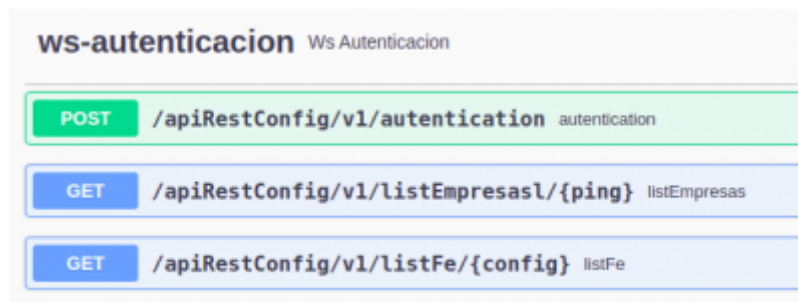 ws-autenticacion Ws Autenticacion
POST /apiRestConfig/v1/autentication autentication
GET /apiRestConfig/v1/listEmpresasl/{ping} listEmpresas
GET /apiRestConfig/v1/listFe/{config} listFe